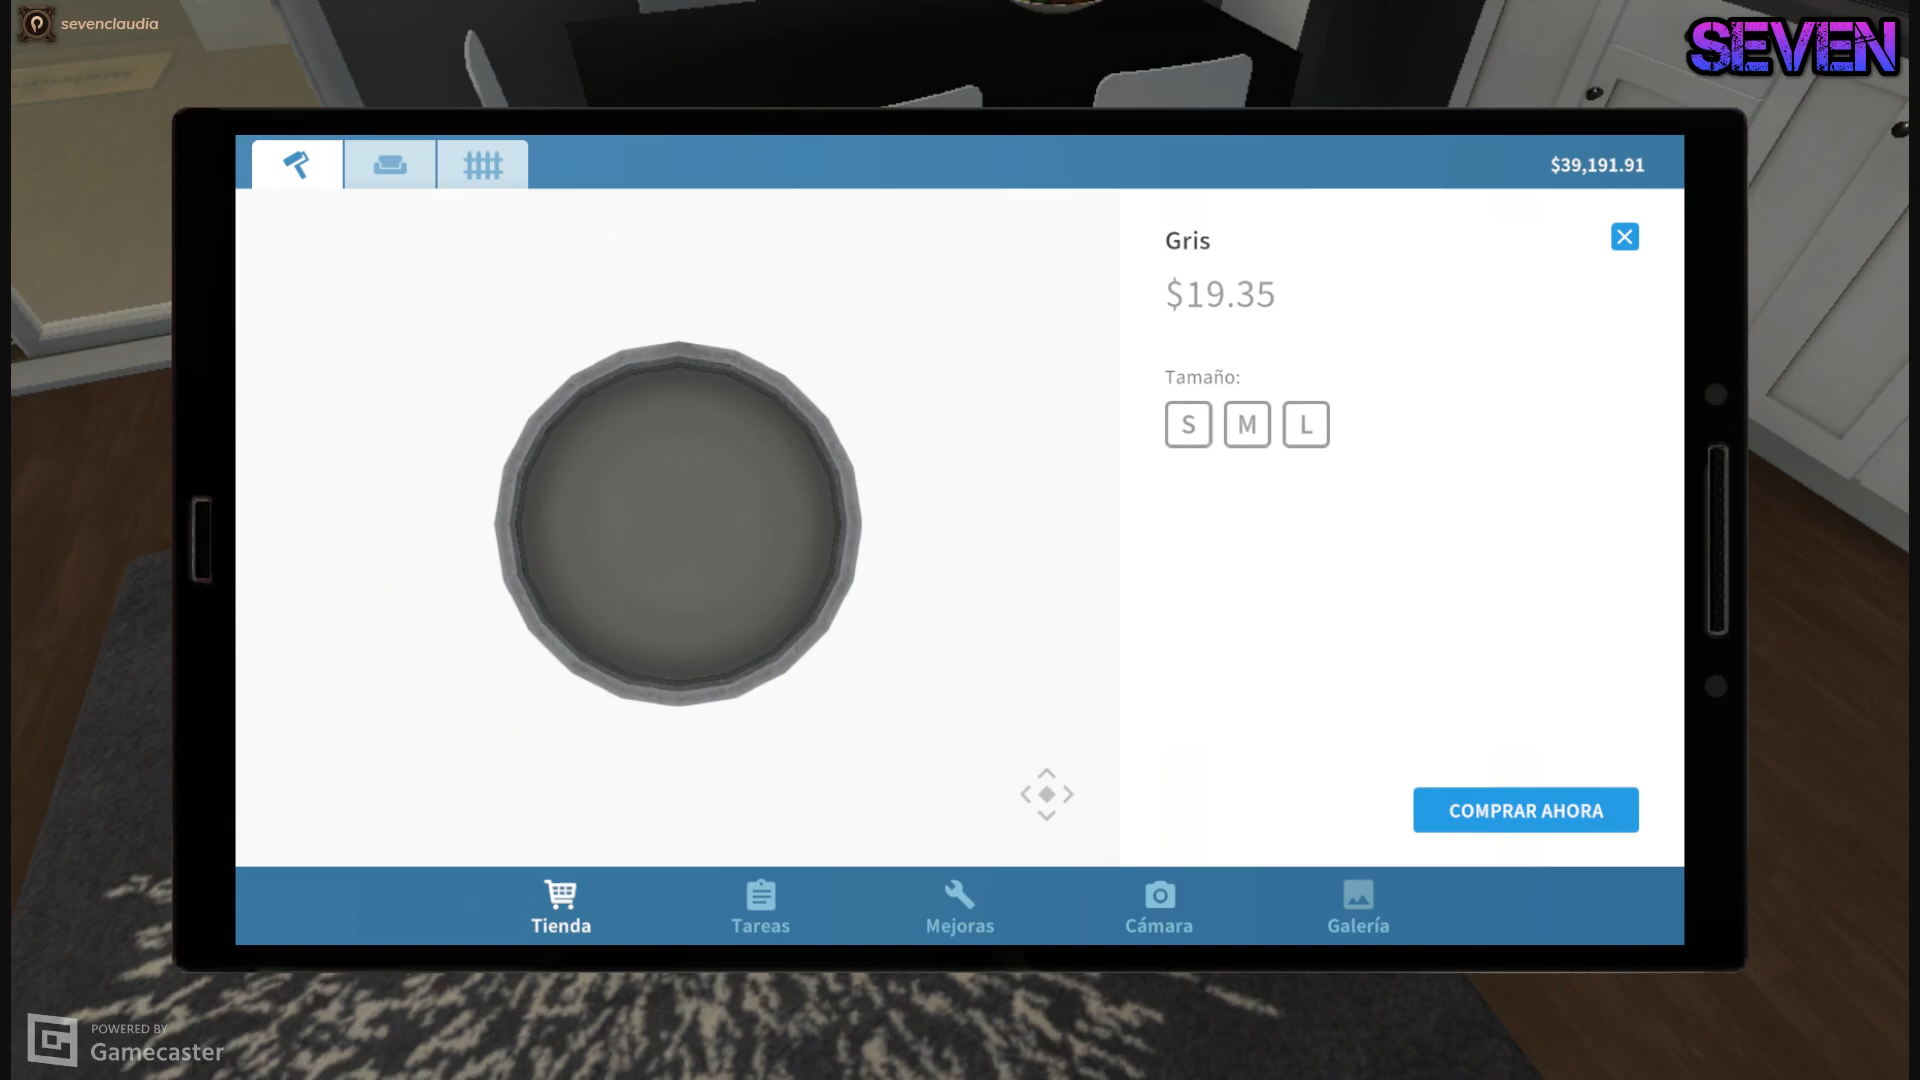 sevenclaudia
SEVEN
$39,191.91
Gris
$19.35
Tamaño:
S M L
COMPRAR AHORA
Tienda Tareas Mejoras Cámara Galería
POWERED BY
Gamecaster